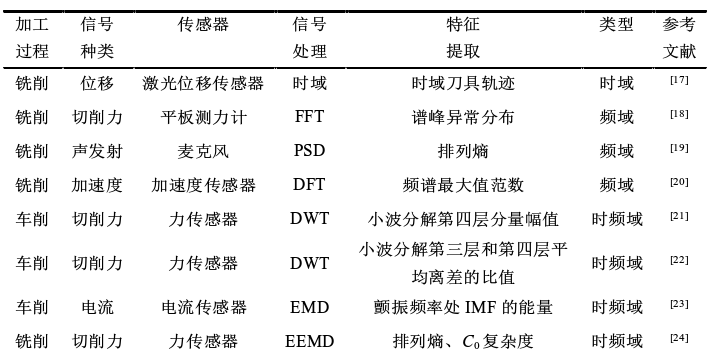 加工 信号 传感器 信号 特征 类型 参考
过程 种类 处理 提取 文献
铣削 位移 激光位移传感器 时域 时域刀具轨迹 时域 [17]
铣削 切削力 平板测力计 FFT 谱峰异常分布 频域 [18]
铣削 声发射 麦克风 PSD 排列熵 频域 [19]
铣削 加速度 加速度传感器 DFT 频谱最大值范数 频域 [20]
车削 切削力 力传感器 DWT 小波分解第四层分量幅值 时频域 [21]
车削 切削力 力传感器 DWT 小波分解第三层和第四层平 时频域 [22]
均离差的比值
车削 电流 电流传感器 EMD 颤振频率处 IMF 的能量 时频域 [23]
铣削 切削力 力传感器 EEMD 排列熵、C0 复杂度 时频域 [24]